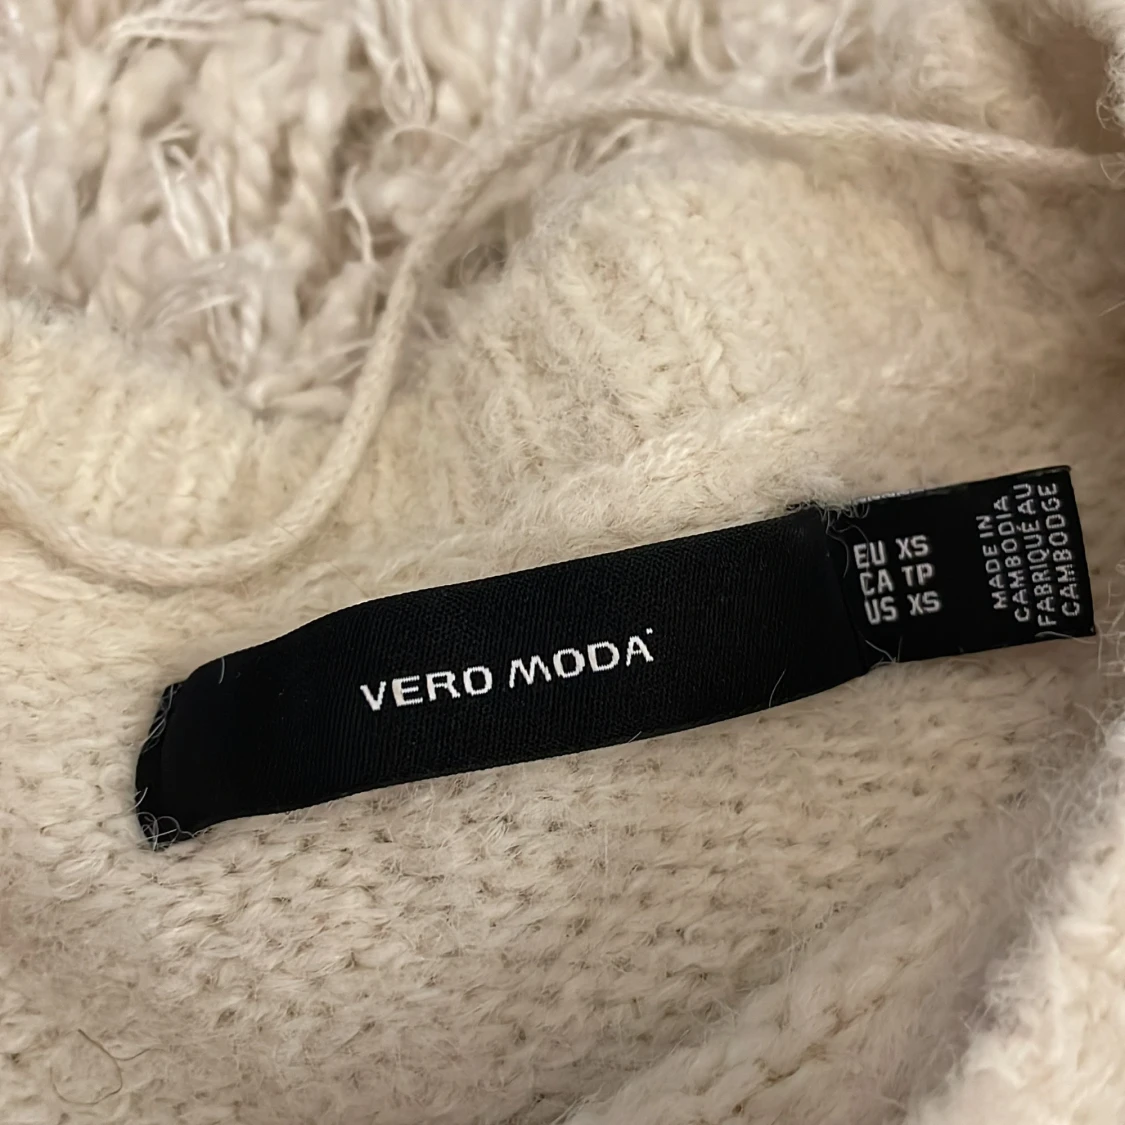 VERO MODA
EU XS
CA TP
US XS
MADE IN
CAMBODIA
FABRIQUÉ AU
CAMBODGE